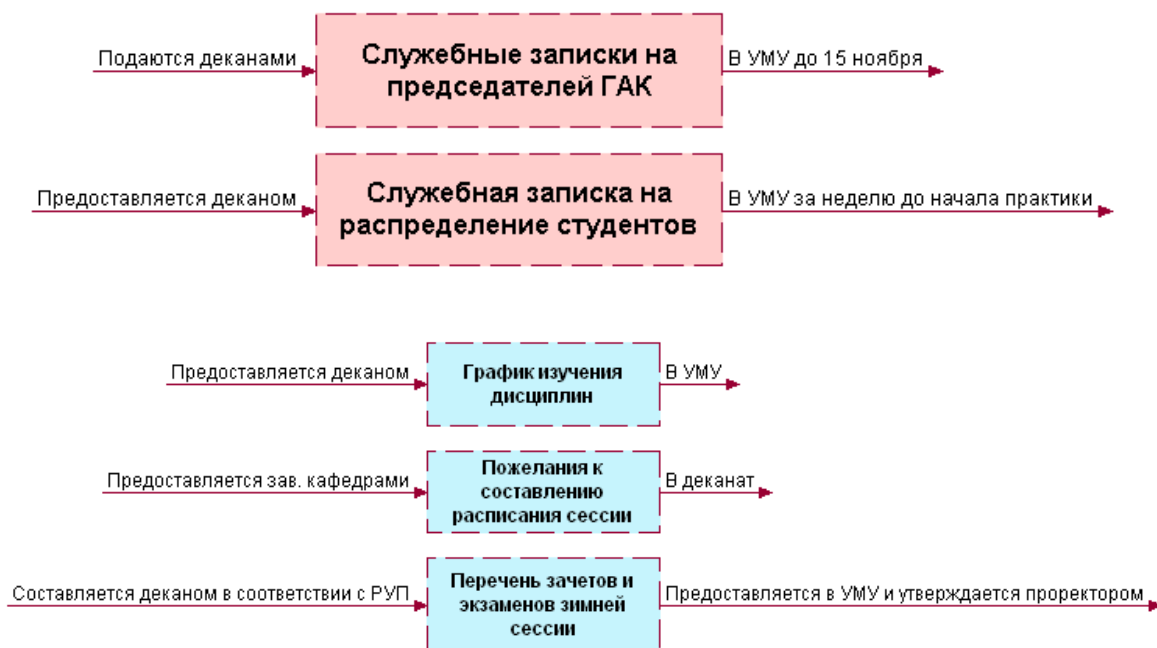 Подаются деканами
Служебные записки на
председателей ГАК
В УМУ до 15 ноября
Предоставляется деканом
Служебная записка на
распределение студентов
В УМУ за неделю до начала практики
Предоставляется деканом
График изучения
дисциплин
В УМУ
Предоставляется зав. кафедрами
Пожелания к
составлению
расписания сессии
В деканат
Составляется деканом в соответствии с РУП
Перечень зачетов и
экзаменов зимней
сессии
Предоставляется в УМУ и утверждается проректором